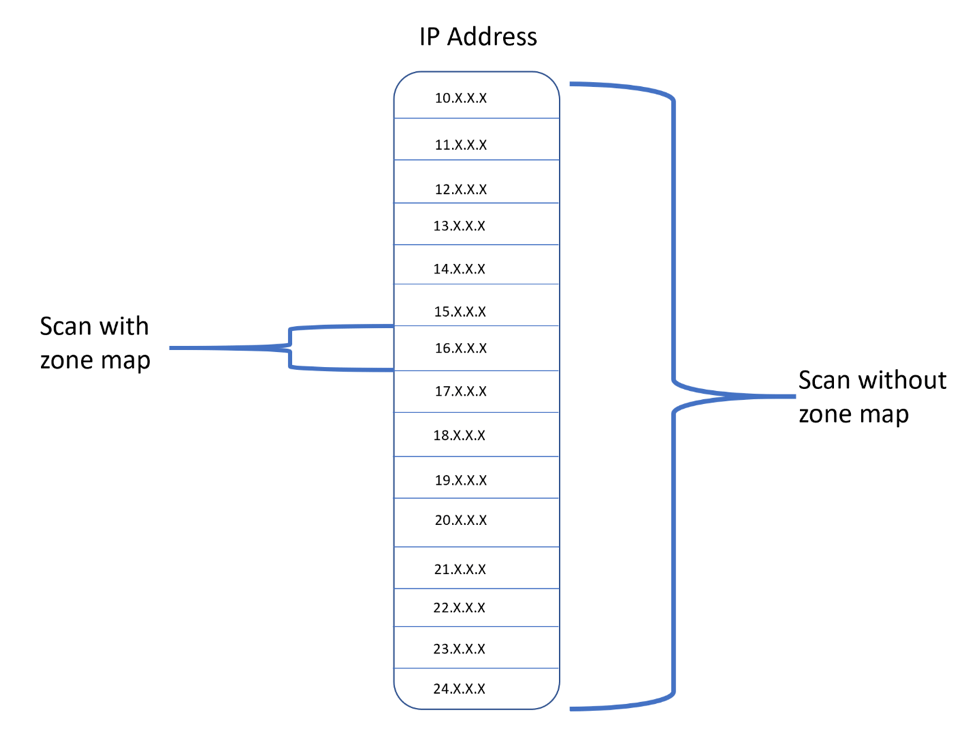 IP Address
10.X.X.X
11.X.X.X
12.X.X.X
13.X.X.X
14.X.X.X
15.X.X.X
16.X.X.X
17.X.X.X
18.X.X.X
19.X.X.X
20.X.X.X
21.X.X.X
22.X.X.X
23.X.X.X
24.X.X.X
Scan with
zone map
Scan without
zone map